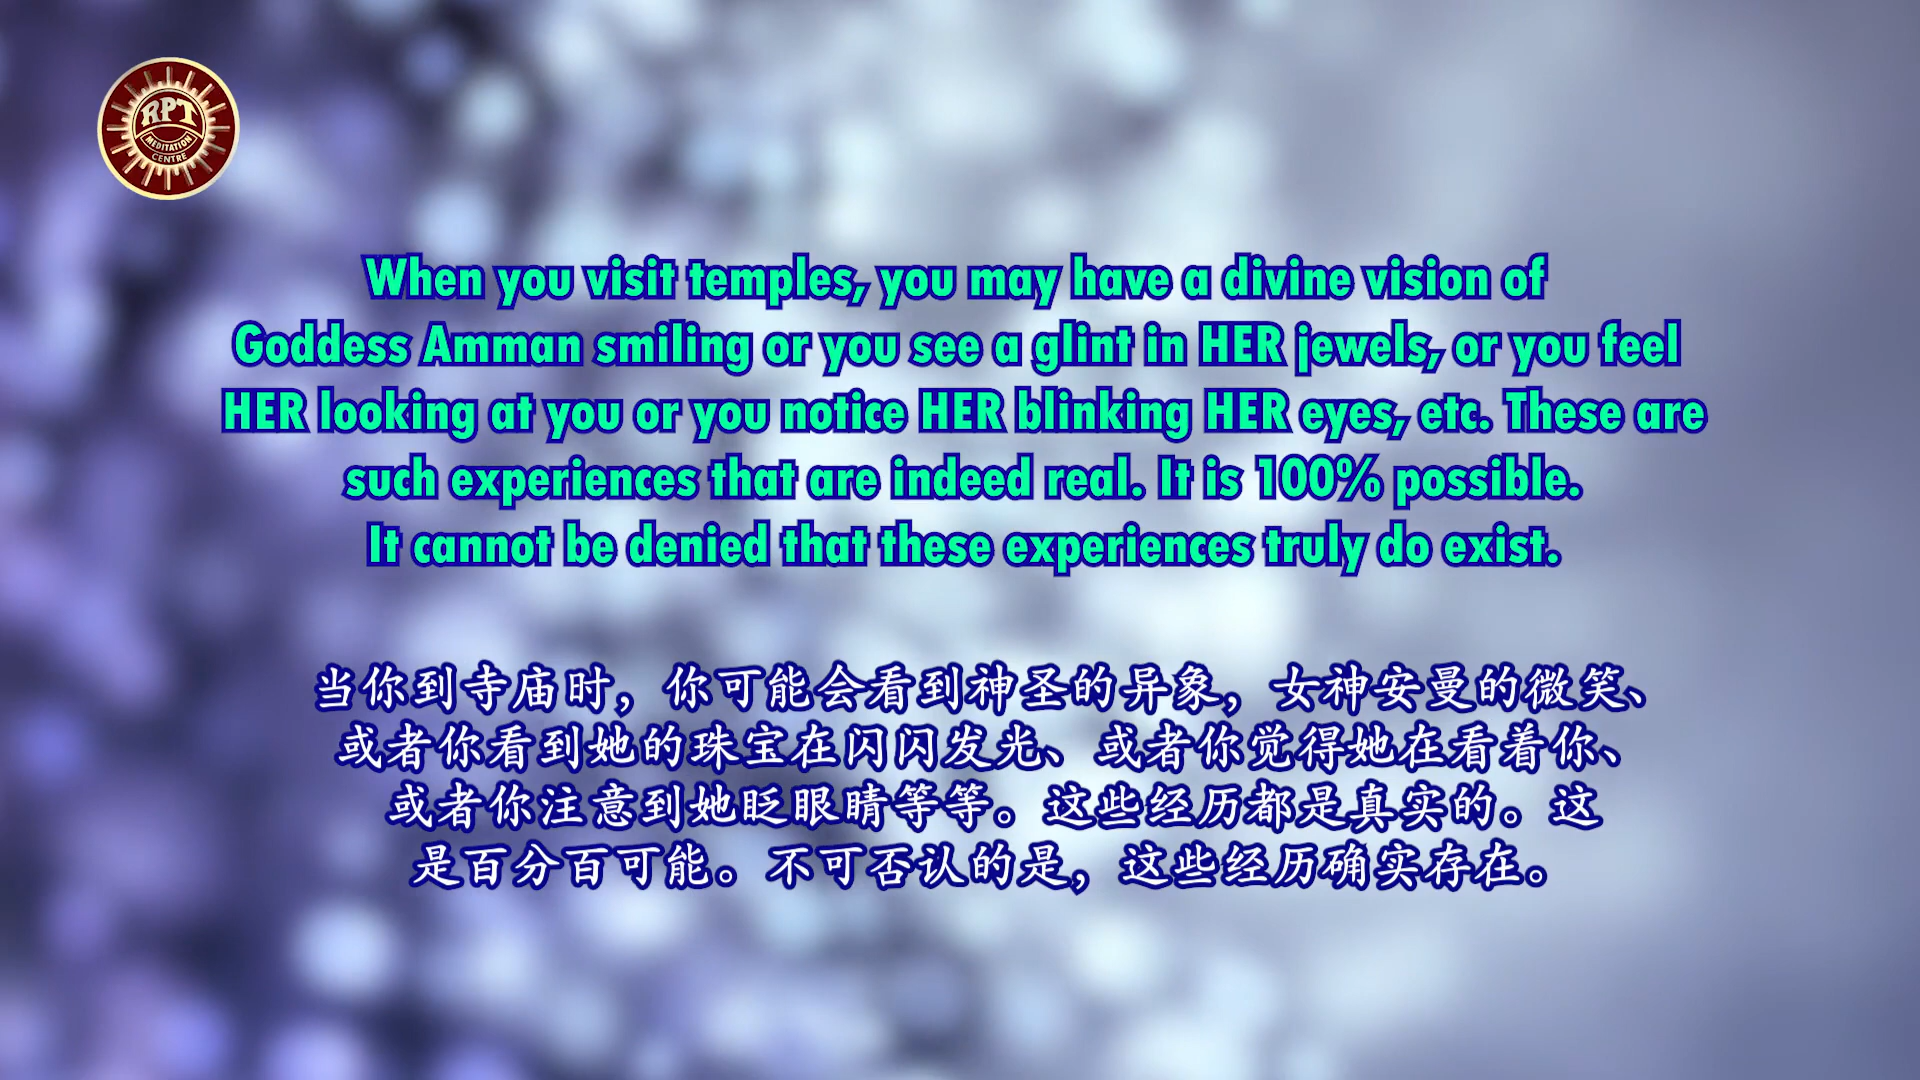 RPT
MEDITATION
CENTRE
When you visit temples, you may have a divine vision of
Goddess Amman smiling or you see a glint in HER jewels, or you feel
HER looking at you or you notice HER blinking HER eyes, etc. These are
such experiences that are indeed real. It is 100% possible.
It cannot be denied that these experiences truly do exist.
当你到寺庙时，你可能会看到神圣的异象，女神安曼的微笑、
或者你看到她的珠宝在闪闪发光、或者你觉得她在看着你、
或者你注意到她眨眼睛等等。这些经历都是真实的。这
是百分百可能。不可否认的是，这些经历确实存在。